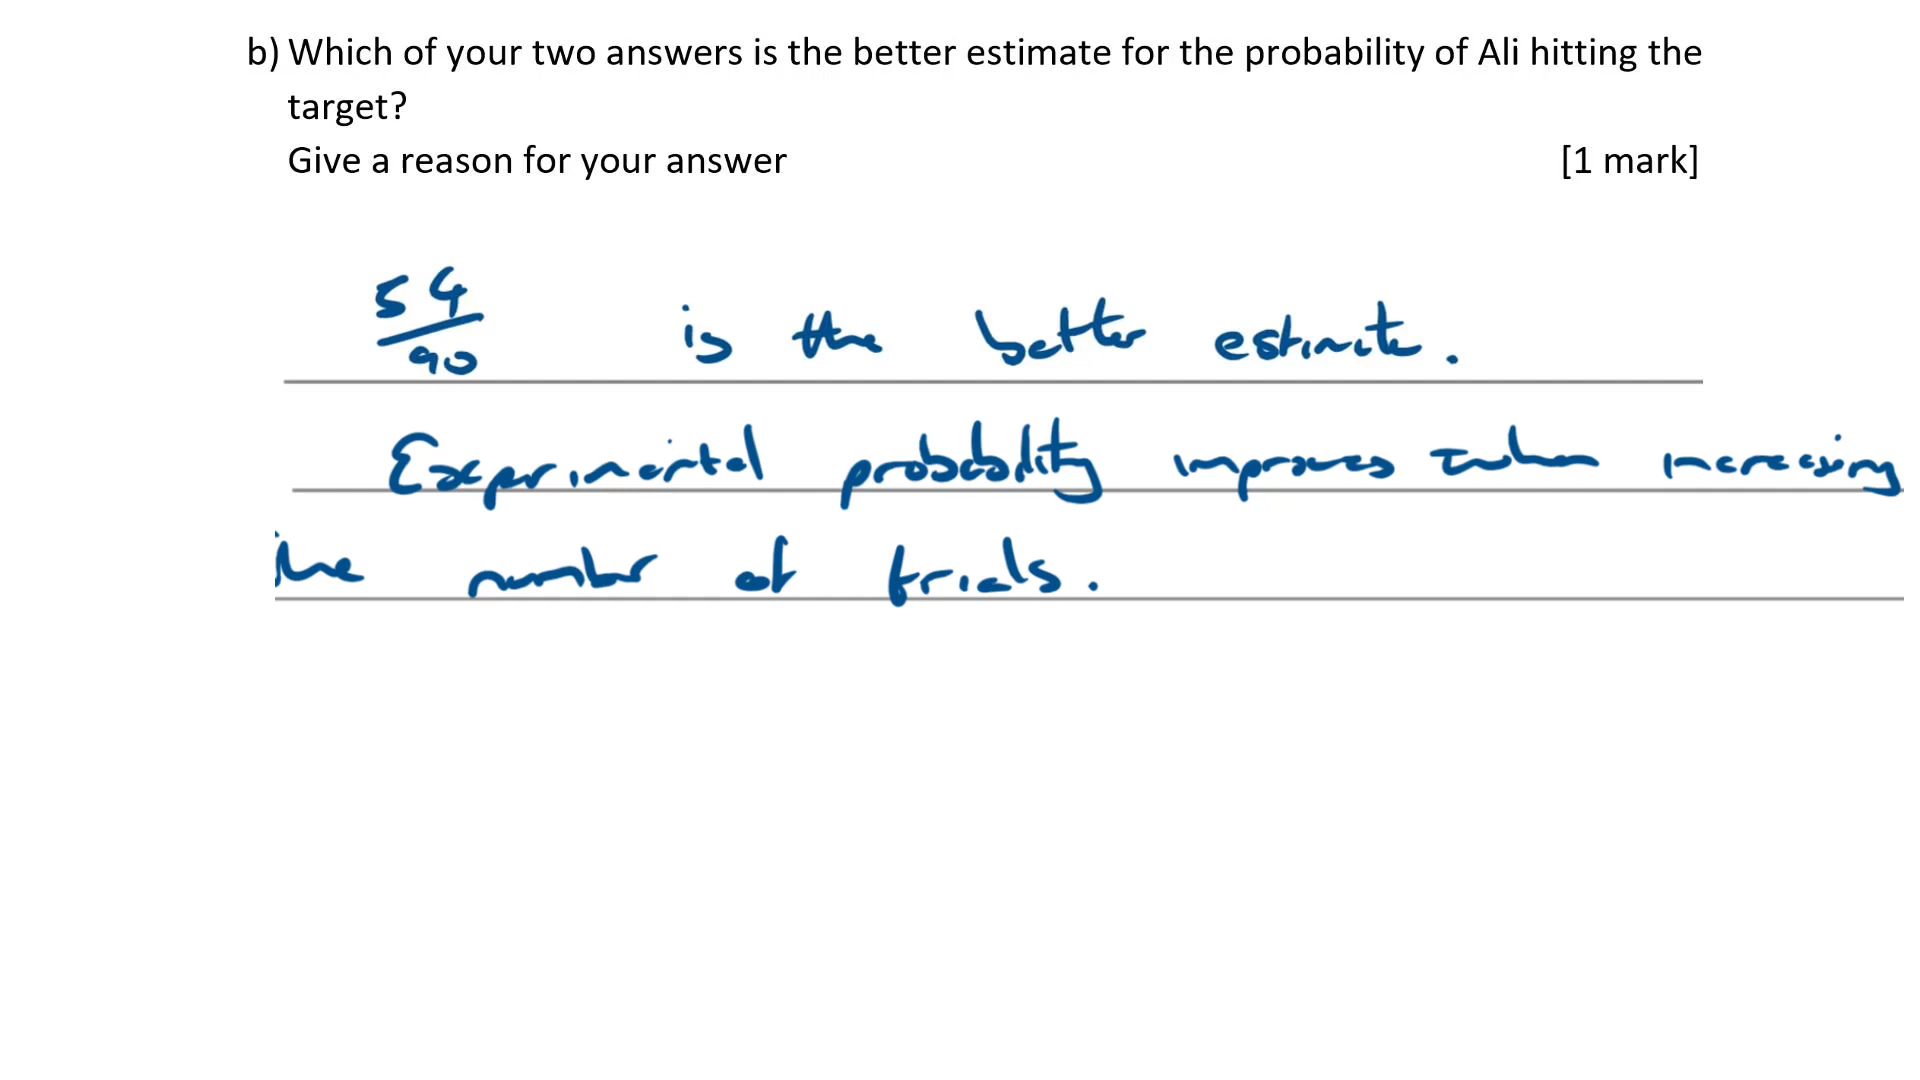 b) Which of your two answers is the better estimate for the probability of Ali hitting the
target?
Give a reason for your answer [1 mark]
54/90 is the better estimate.
Experimental probability improves when increasing
the number of trials.